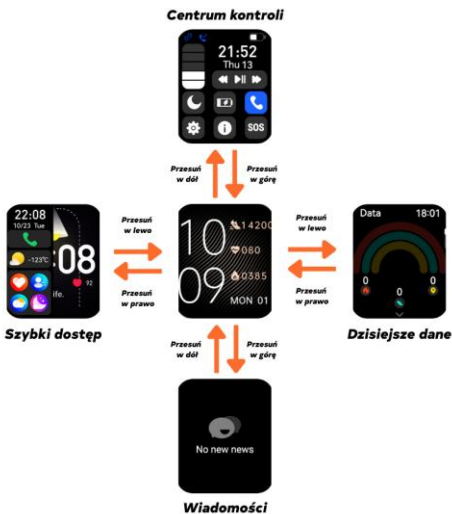 Centrum kontroli
21:52
Thu 13
SOS
Przesuń
w dół
Przesuń
w górę
22:08
10/23 Tue
-123°C
:08
92
ife.
Przesuń
w lewo
Przesuń
w prawo
10
09
14200
080
0385
MON 01
Przesuń
w lewo
Przesuń
w prawo
Data 18:01
0
0
0
Szybki dostęp
Dzisiejsze dane
Przesuń
w dół
Przesuń
w górę
No new news
Wiadomości